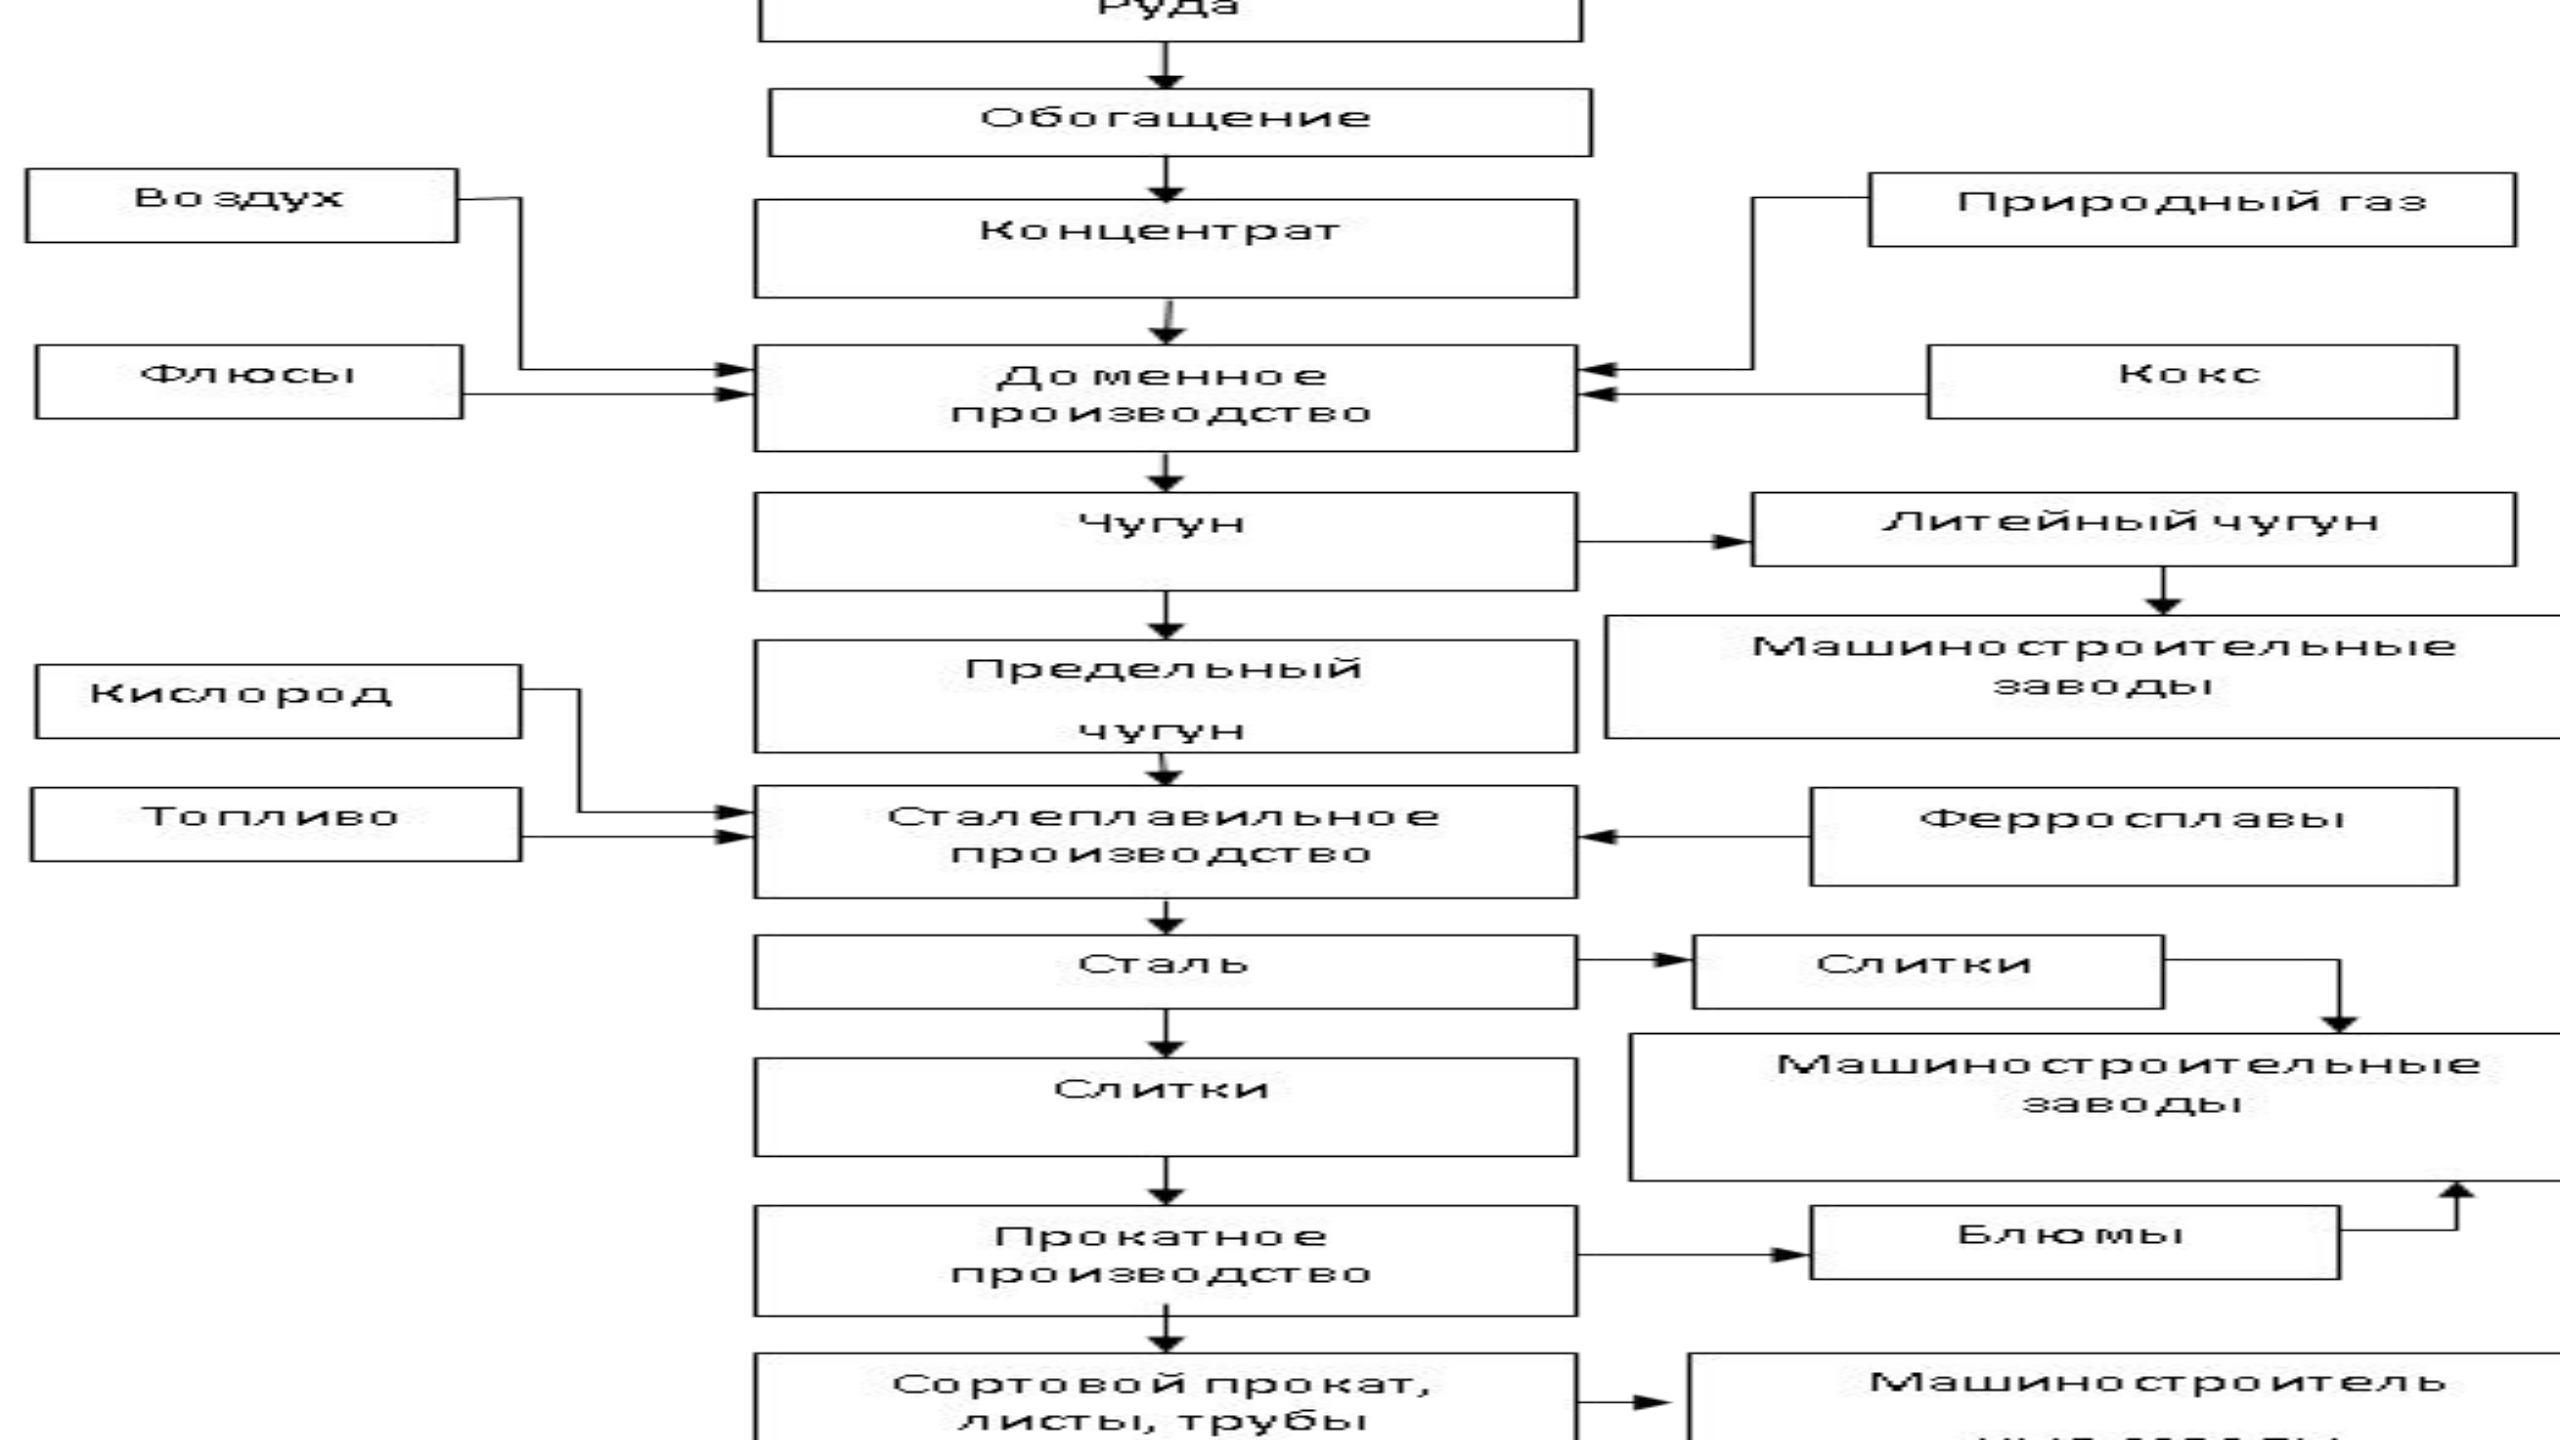 Руда
Обогащение
Воздух
Природный газ
Концентрат
Флюсы
Доменное
производство
Кокс
Чугун
Литейный чугун
Предельный
чугун
Машиностроительные
заводы
Кислород
Топливо
Сталеплавильное
производство
Ферросплавы
Сталь
Слитки
Слитки
Машиностроительные
заводы
Прокатное
производство
Блюмы
Сортовой прокат,
листы, трубы
Машиностроитель